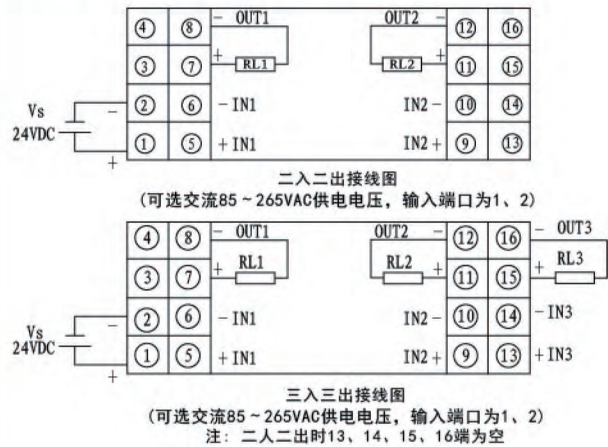 ④ ⑧ － OUT1 OUT2 － ⑫ ⑯
③ ⑦ + RL1 RL2 + ⑪ ⑮
Vs
24VDC
－ ② ⑥ －IN1 IN2－ ⑩ ⑭
+ ① ⑤ +IN1 IN2+ ⑨ ⑬
二入二出接线图
(可选交流85～265VAC供电电压，输入端口为1、2)
④ ⑧ － OUT1 OUT2 － ⑫ ⑯ － OUT3
③ ⑦ + RL1 RL2 + ⑪ ⑮ + RL3
Vs
24VDC
－ ② ⑥ －IN1 IN2－ ⑩ ⑭ －IN3
+ ① ⑤ +IN1 IN2+ ⑨ ⑬ +IN3
三入三出接线图
(可选交流85～265VAC供电电压，输入端口为1、2)
注：二人二出时13、14、15、16端为空